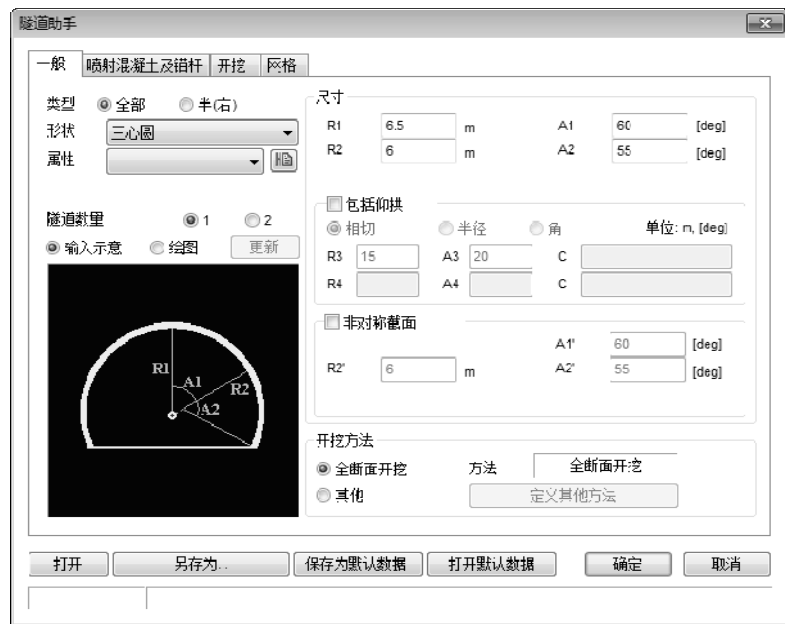 隧道助手
一般 喷射混凝土及锚杆 开挖 网格
类型 全部 半(右)
形状 三心圆
属性
隧道数量 1 2
输入示意 绘图 更新
R1 A1 R2 A2
尺寸
R1 6.5 m A1 60 [deg]
R2 6 m A2 55 [deg]
包括仰拱
相切 半径 角 单位: m, [deg]
R3 15 A3 20 C
R4 A4 C
非对称截面
A1' 60 [deg]
R2' 6 m A2' 55 [deg]
开挖方法
全断面开挖 方法 全断面开挖
其他 定义其他方法
打开 另存为.. 保存为默认数据 打开默认数据 确定 取消